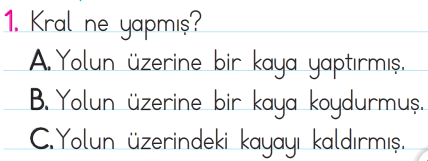 1. Kral ne yapmış?
A. Yolun üzerine bir kaya yaptırmış.
B. Yolun üzerine bir kaya koydurmuş.
C. Yolun üzerindeki kayayı kaldırmış.